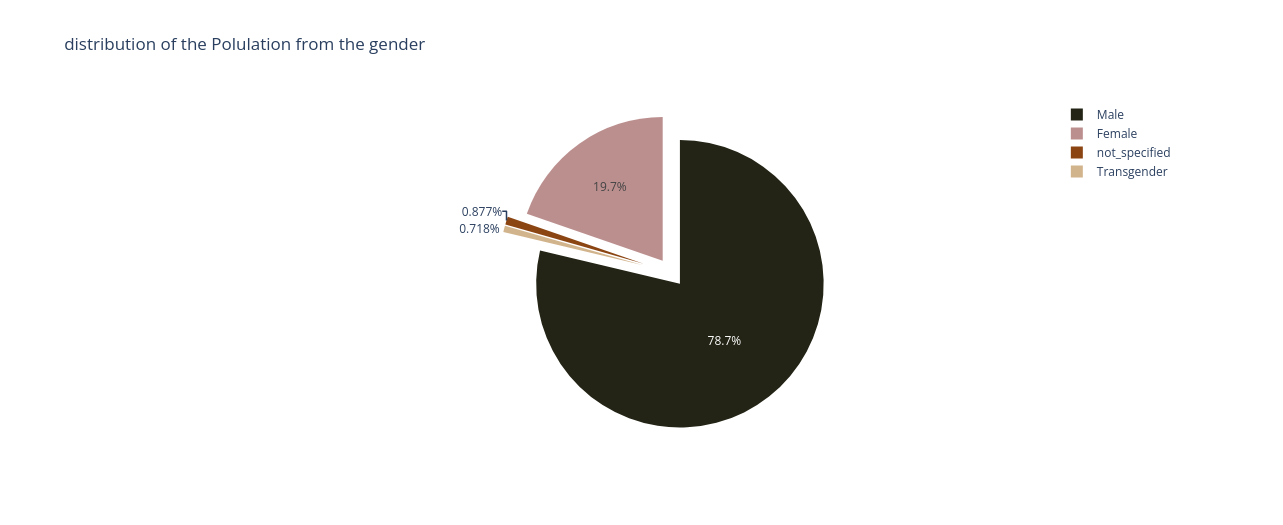 distribution of the Polulation from the gender
Male
Female
not_specified
Transgender
19.7%
0.877%
0.718%
78.7%